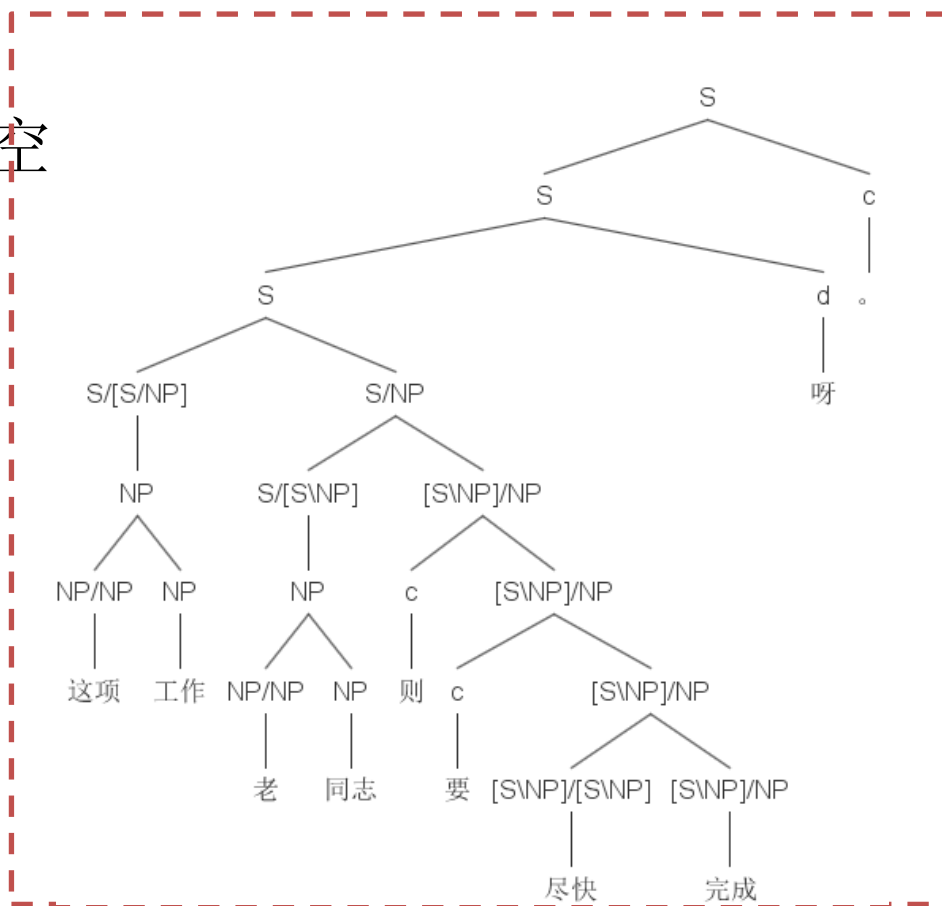 S
空
S c
S d 。
S/[S/NP] S/NP 呀
NP S/[S\NP] [S\NP]/NP
NP/NP NP NP c [S\NP]/NP
这项 工作 NP/NP NP 则 c [S\NP]/NP
老 同志 要 [S\NP]/[S\NP] [S\NP]/NP
尽快 完成